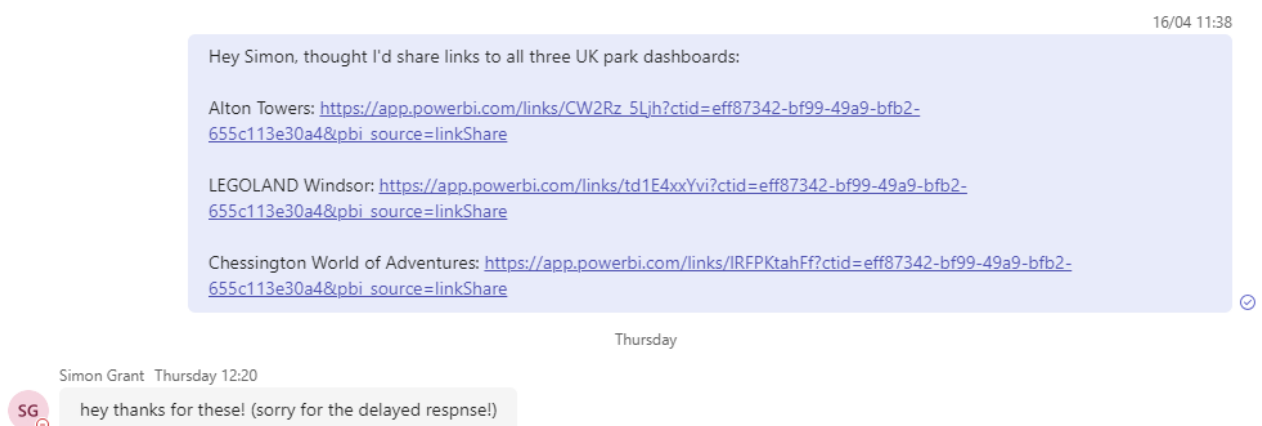 16/04 11:38
Hey Simon, thought I'd share links to all three UK park dashboards:
Alton Towers: https://app.powerbi.com/links/CW2Rz_5Ljh?ctid=eff87342-bf99-49a9-bfb2-
655c113e30a4&pbi_source=linkShare
LEGOLAND Windsor: https://app.powerbi.com/links/td1E4xxYvi?ctid=eff87342-bf99-49a9-bfb2-
655c113e30a4&pbi_source=linkShare
Chessington World of Adventures: https://app.powerbi.com/links/IRFPKtahFf?ctid=eff87342-bf99-49a9-bfb2-
655c113e30a4&pbi_source=linkShare
Thursday
Simon Grant Thursday 12:20
SG hey thanks for these! (sorry for the delayed respnse!)